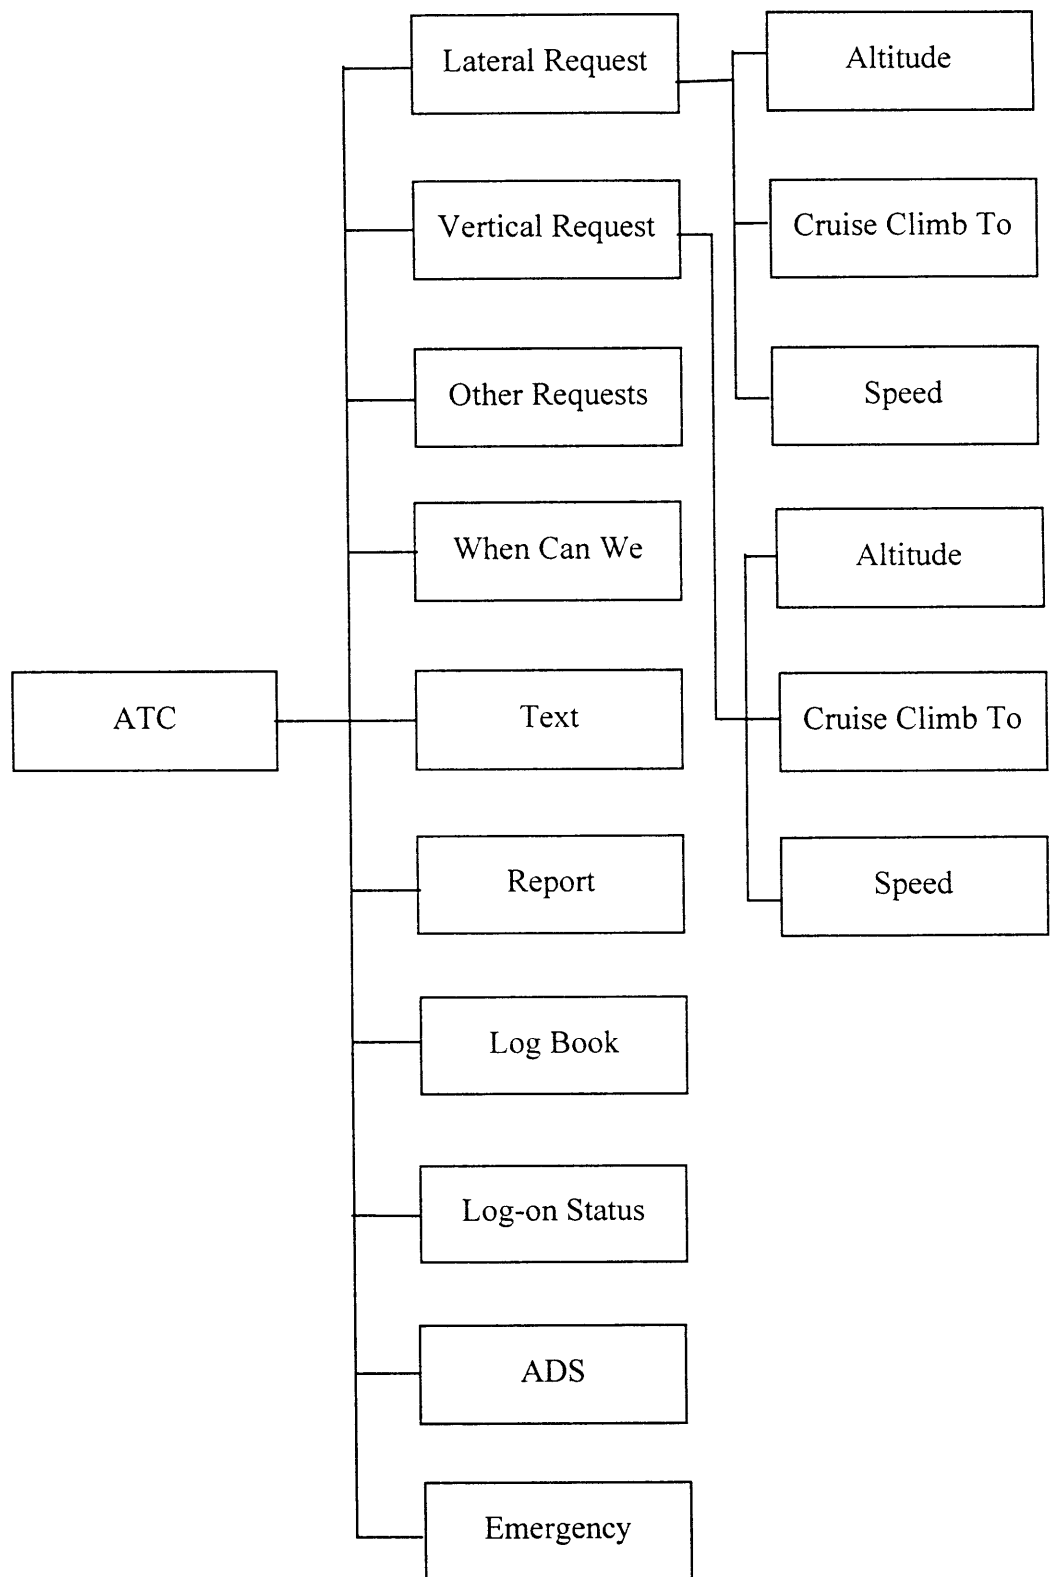 ATC
Lateral Request
Vertical Request
Other Requests
When Can We
Text
Report
Log Book
Log-on Status
ADS
Emergency
Altitude
Cruise Climb To
Speed
Altitude
Cruise Climb To
Speed